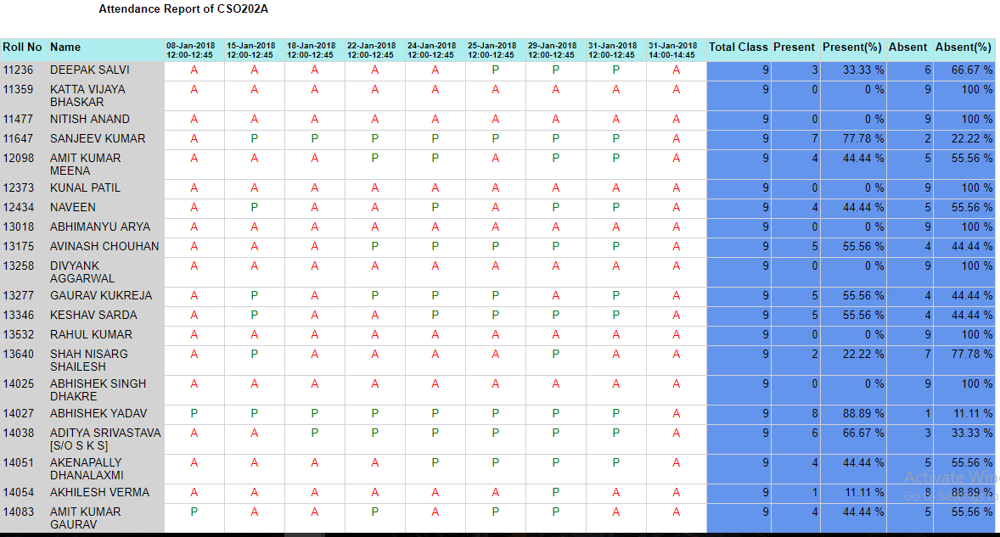 Attendance Report of CSO202A
Roll No Name 08-Jan-2018 15-Jan-2018 18-Jan-2018 22-Jan-2018 24-Jan-2018 25-Jan-2018 29-Jan-2018 31-Jan-2018 31-Jan-2018 Total Class Present Present(%) Absent Absent(%)
12:00-12:45 12:00-12:45 12:00-12:45 12:00-12:45 12:00-12:45 12:00-12:45 12:00-12:45 12:00-12:45 14:00-14:45
11236 DEEPAK SALVI A A A A A P P P A 9 3 33.33 % 6 66.67 %
11359 KATTA VIJAYA A A A A A A A A A 9 0 0 % 9 100 %
BHASKAR
11477 NITISH ANAND A A A A A A A A A 9 0 0 % 9 100 %
11647 SANJEEV KUMAR A P P P P P P P A 9 7 77.78 % 2 22.22 %
12098 AMIT KUMAR A A A P P A P P A 9 4 44.44 % 5 55.56 %
MEENA
12373 KUNAL PATIL A A A A A A A A A 9 0 0 % 9 100 %
12434 NAVEEN A P A A P A P P A 9 4 44.44 % 5 55.56 %
13018 ABHIMANYU ARYA A A A A A A A A A 9 0 0 % 9 100 %
13175 AVINASH CHOUHAN A A A P P P P P A 9 5 55.56 % 4 44.44 %
13258 DIVYANK A A A A A A A A A 9 0 0 % 9 100 %
AGGARWAL
13277 GAURAV KUKREJA A P A P P P A P A 9 5 55.56 % 4 44.44 %
13346 KESHAV SARDA A P A A P P P P A 9 5 55.56 % 4 44.44 %
13532 RAHUL KUMAR A A A A A A A A A 9 0 0 % 9 100 %
13640 SHAH NISARG A P A A A A P A A 9 2 22.22 % 7 77.78 %
SHAILESH
14025 ABHISHEK SINGH A A A A A A A A A 9 0 0 % 9 100 %
DHAKRE
14027 ABHISHEK YADAV P P P P P P P P A 9 8 88.89 % 1 11.11 %
14038 ADITYA SRIVASTAVA A A P P P P P P A 9 6 66.67 % 3 33.33 %
[S/O S K S]
14051 AKENAPALLY A A A A P P P P A 9 4 44.44 % 5 55.56 %
DHANALAXMI
Activate Win
14054 AKHILESH VERMA A A A A A A P A A 9 1 11.11 % 8 88.89 %
14083 AMIT KUMAR P A A P A P P A A 9 4 44.44 % 5 55.56 %
GAURAV